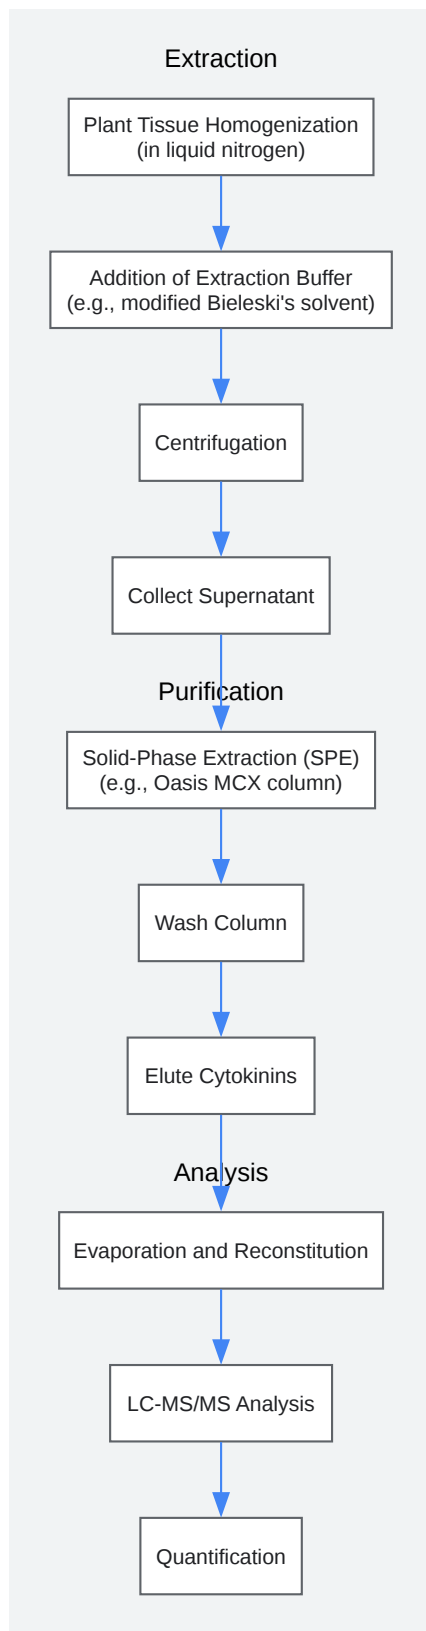 Extraction
Plant Tissue Homogenization
(in liquid nitrogen)
Addition of Extraction Buffer
(e.g., modified Bieleski's solvent)
Centrifugation
Collect Supernatant
Purification
Solid-Phase Extraction (SPE)
(e.g., Oasis MCX column)
Wash Column
Elute Cytokinins
Analysis
Evaporation and Reconstitution
LC-MS/MS Analysis
Quantification